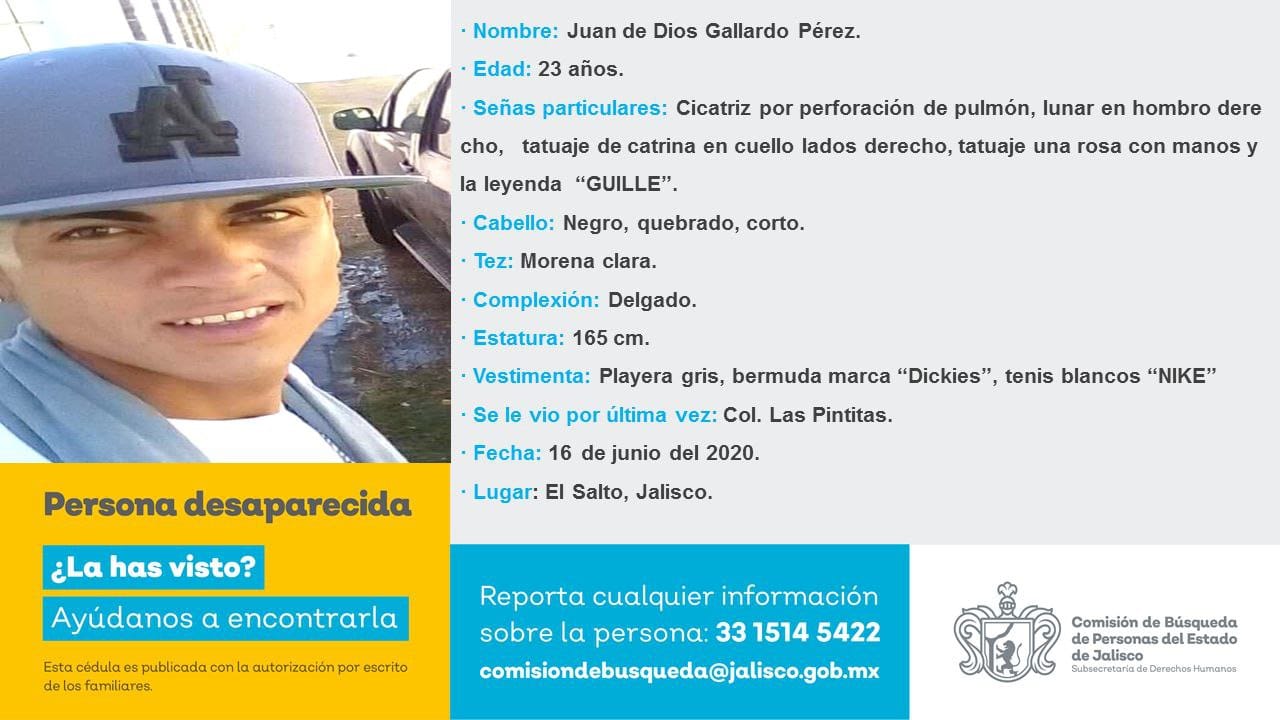 A
· Nombre: Juan de Dios Gallardo Pérez.
· Edad: 23 años.
· Señas particulares: Cicatriz por perforación de pulmón, lunar en hombro dere
cho, tatuaje de catrina en cuello lados derecho, tatuaje una rosa con manos y
la leyenda “GUILLE”.
· Cabello: Negro, quebrado, corto.
· Tez: Morena clara.
· Complexión: Delgado.
· Estatura: 165 cm.
· Vestimenta: Playera gris, bermuda marca “Dickies”, tenis blancos “NIKE”
· Se le vio por última vez: Col. Las Pintitas.
· Fecha: 16 de junio del 2020.
· Lugar: El Salto, Jalisco.
Persona desaparecida
¿La has visto?
Ayúdanos a encontrarla
Esta cédula es publicada con la autorización por escrito
de los familiares.
Reporta cualquier información
sobre la persona: 33 1514 5422
comisiondebusqueda@jalisco.gob.mx
Comisión de Búsqueda
de Personas del Estado
de Jalisco
Subsecretaría de Derechos Humanos